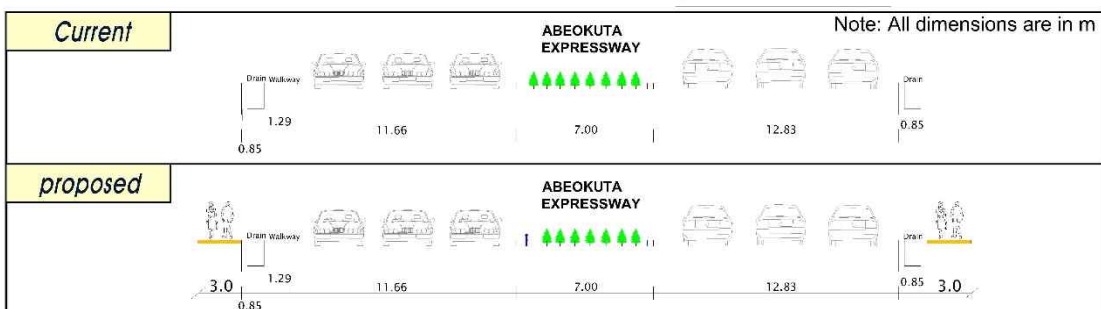 Current
ABEOKUTA
EXPRESSWAY
Note: All dimensions are in m
Drain Walkway
Drain
1.29
11.66
7.00
12.83
0.85
0.85
proposed
ABEOKUTA
EXPRESSWAY
Drain Walkway
Drain
3.0
1.29
11.66
7.00
12.83
0.85
3.0
0.85